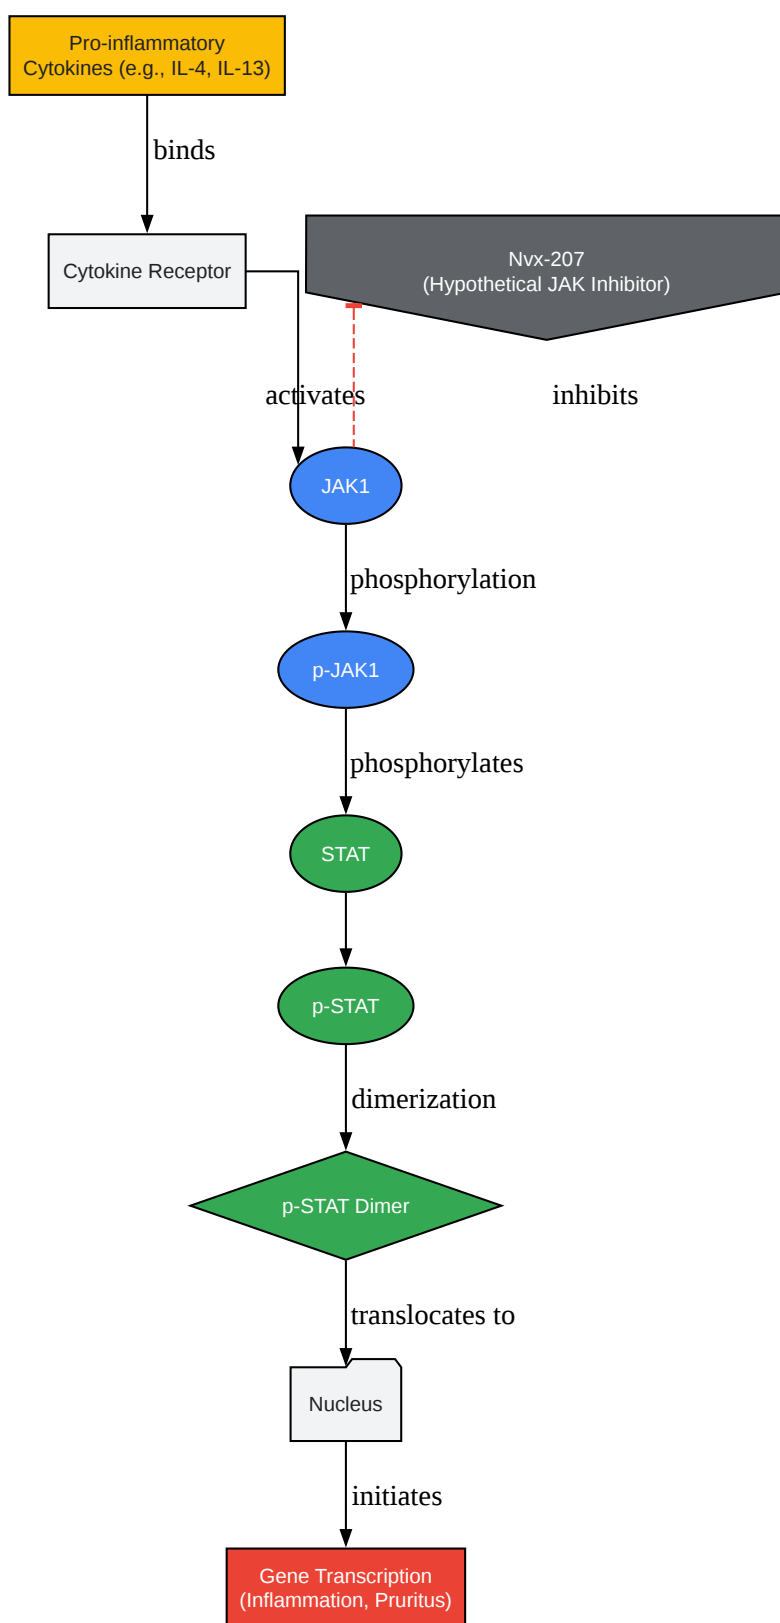 Pro-inflammatory
Cytokines (e.g., IL-4, IL-13)
binds
Cytokine Receptor
Nvx-207
(Hypothetical JAK Inhibitor)
activates
inhibits
JAK1
phosphorylation
p-JAK1
phosphorylates
STAT
p-STAT
dimerization
p-STAT Dimer
translocates to
Nucleus
initiates
Gene Transcription
(Inflammation, Pruritus)